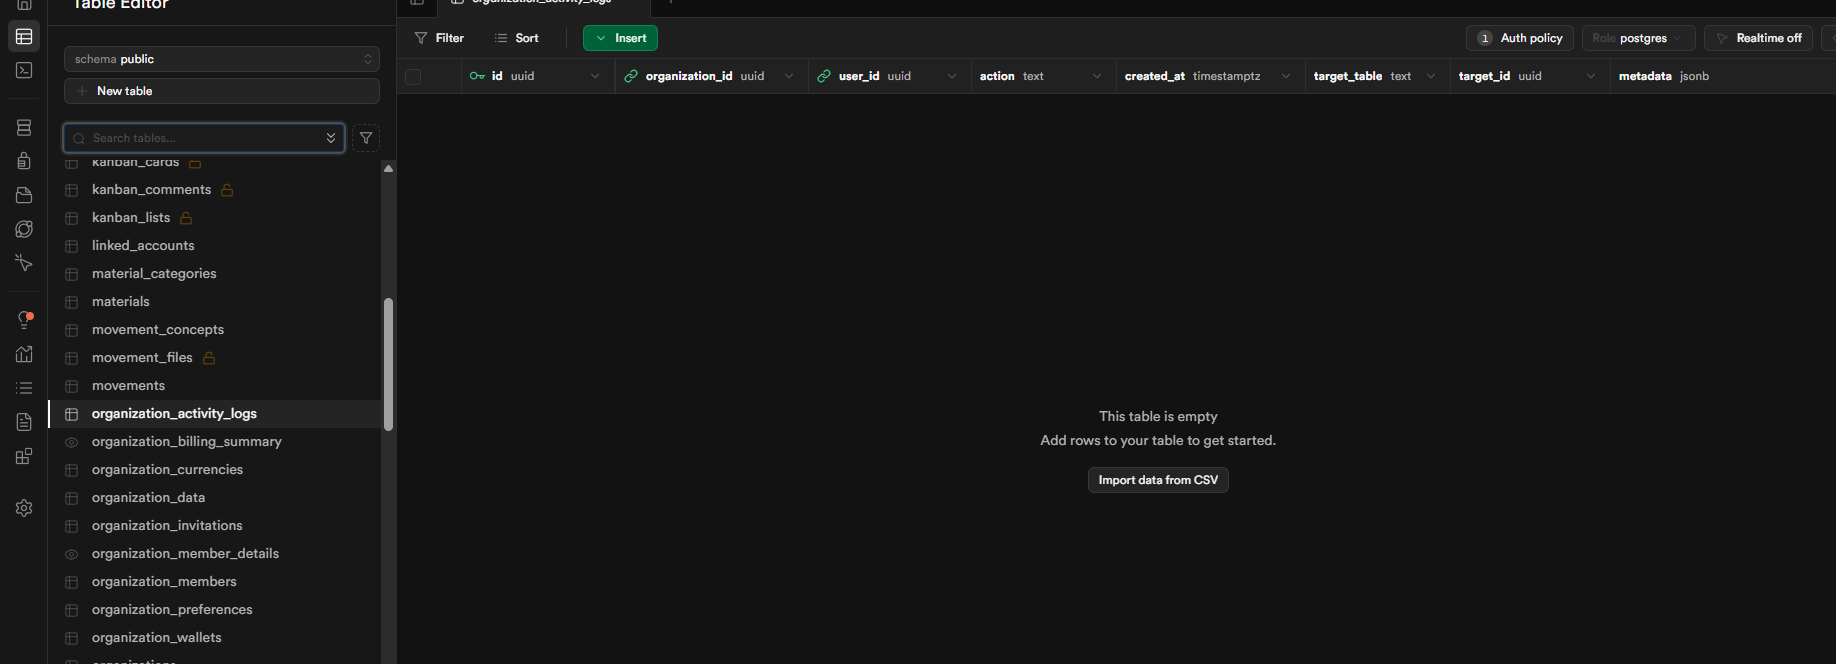 Table Editor
organization_activity_logs
schema public
New table
Search tables...
kanban_cards
kanban_comments
kanban_lists
linked_accounts
material_categories
materials
movement_concepts
movement_files
movements
organization_activity_logs
organization_billing_summary
organization_currencies
organization_data
organization_invitations
organization_member_details
organization_members
organization_preferences
organization_wallets
organizations
Filter
Sort
Insert
1 Auth policy
Role postgres
Realtime off
id uuid
organization_id uuid
user_id uuid
action text
created_at timestamptz
target_table text
target_id uuid
metadata jsonb
This table is empty
Add rows to your table to get started.
Import data from CSV